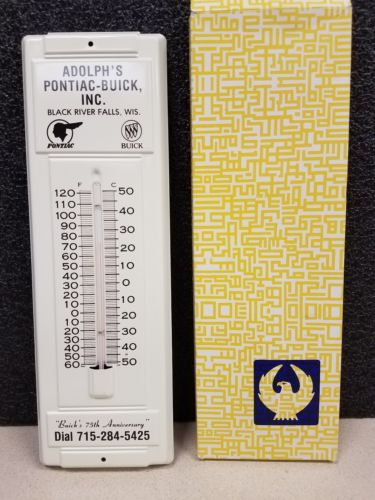 ADOLPH'S
PONTIAC-BUICK,
INC.
BLACK RIVER FALLS, WIS.
PONTIAC BUICK
F C
120 50
110
100 40
90
80 30
70 20
60
50 10
40
30 0
20 10
10
0 20
10
20 30
30
40 40
50
60 50
"Buick's 75th Anniversary"
Dial 715-284-5425